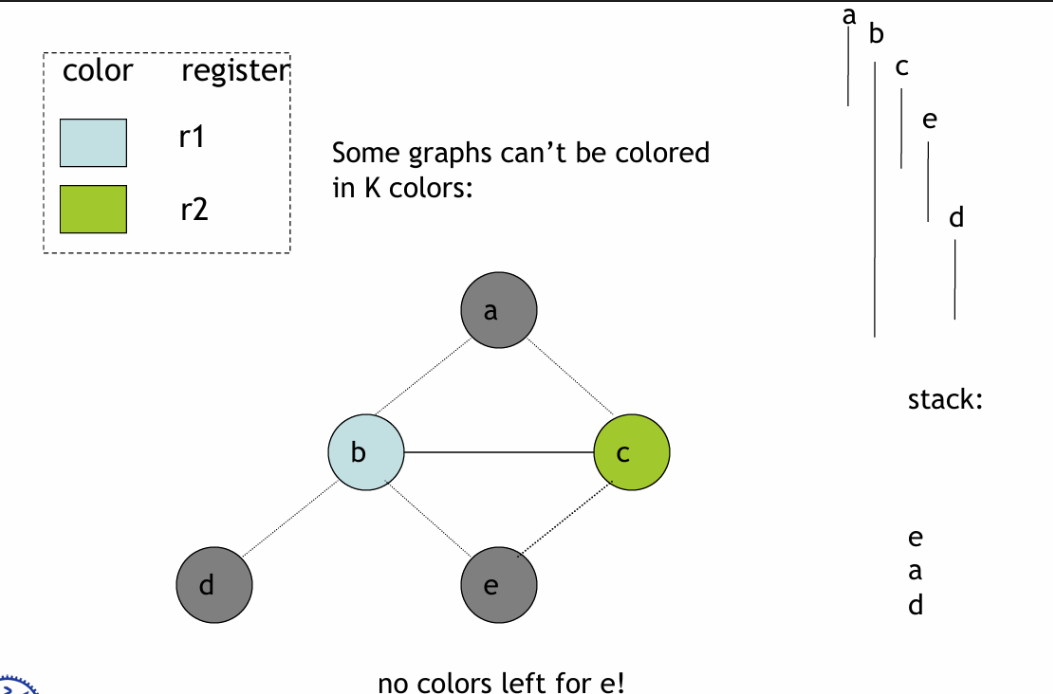 color register
r1
r2
Some graphs can't be colored
in K colors:
a
b
c
d
e
a
b
c
e
d
stack:
e
a
d
no colors left for e!